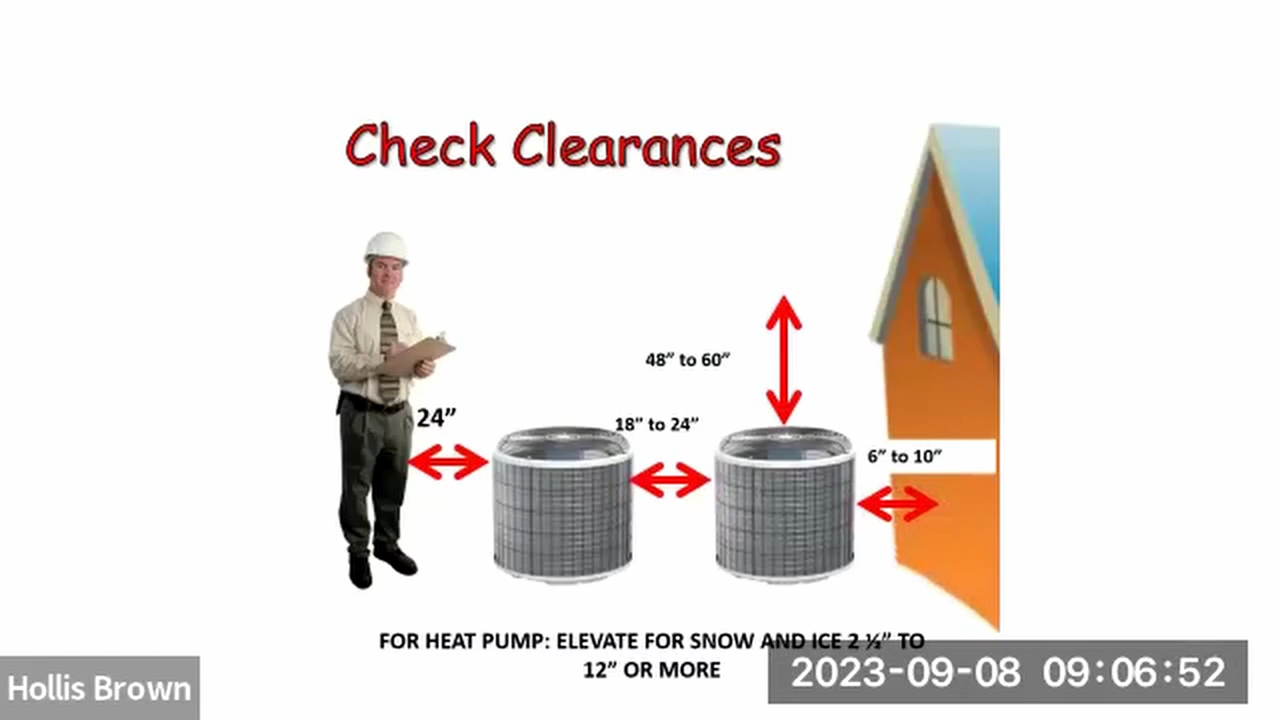 Check Clearances
48” to 60”
24”
18” to 24”
6” to 10”
FOR HEAT PUMP: ELEVATE FOR SNOW AND ICE 2 ½” TO
12” OR MORE
Hollis Brown
2023-09-08 09:06:52